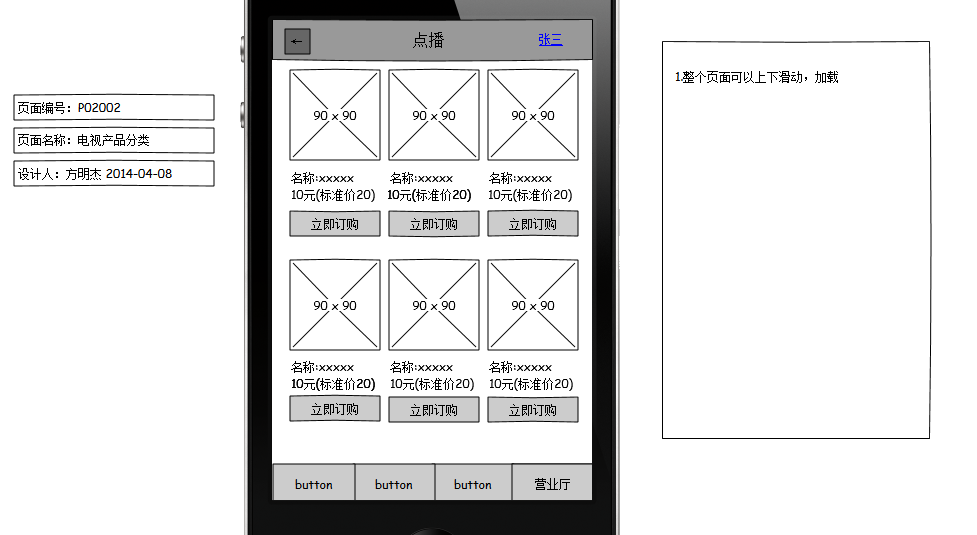 页面编号：P02002
页面名称：电视产品分类
设计人：方明杰 2014-04-08
←
点播
张三
90 x 90
90 x 90
90 x 90
名称:xxxxx
名称:xxxxx
名称:xxxxx
10元(标准价20)
10元(标准价20)
10元(标准价20)
立即订购
立即订购
立即订购
90 x 90
90 x 90
90 x 90
名称:xxxxx
名称:xxxxx
名称:xxxxx
10元(标准价20)
10元(标准价20)
10元(标准价20)
立即订购
立即订购
立即订购
button
button
button
营业厅
1.整个页面可以上下滑动，加载